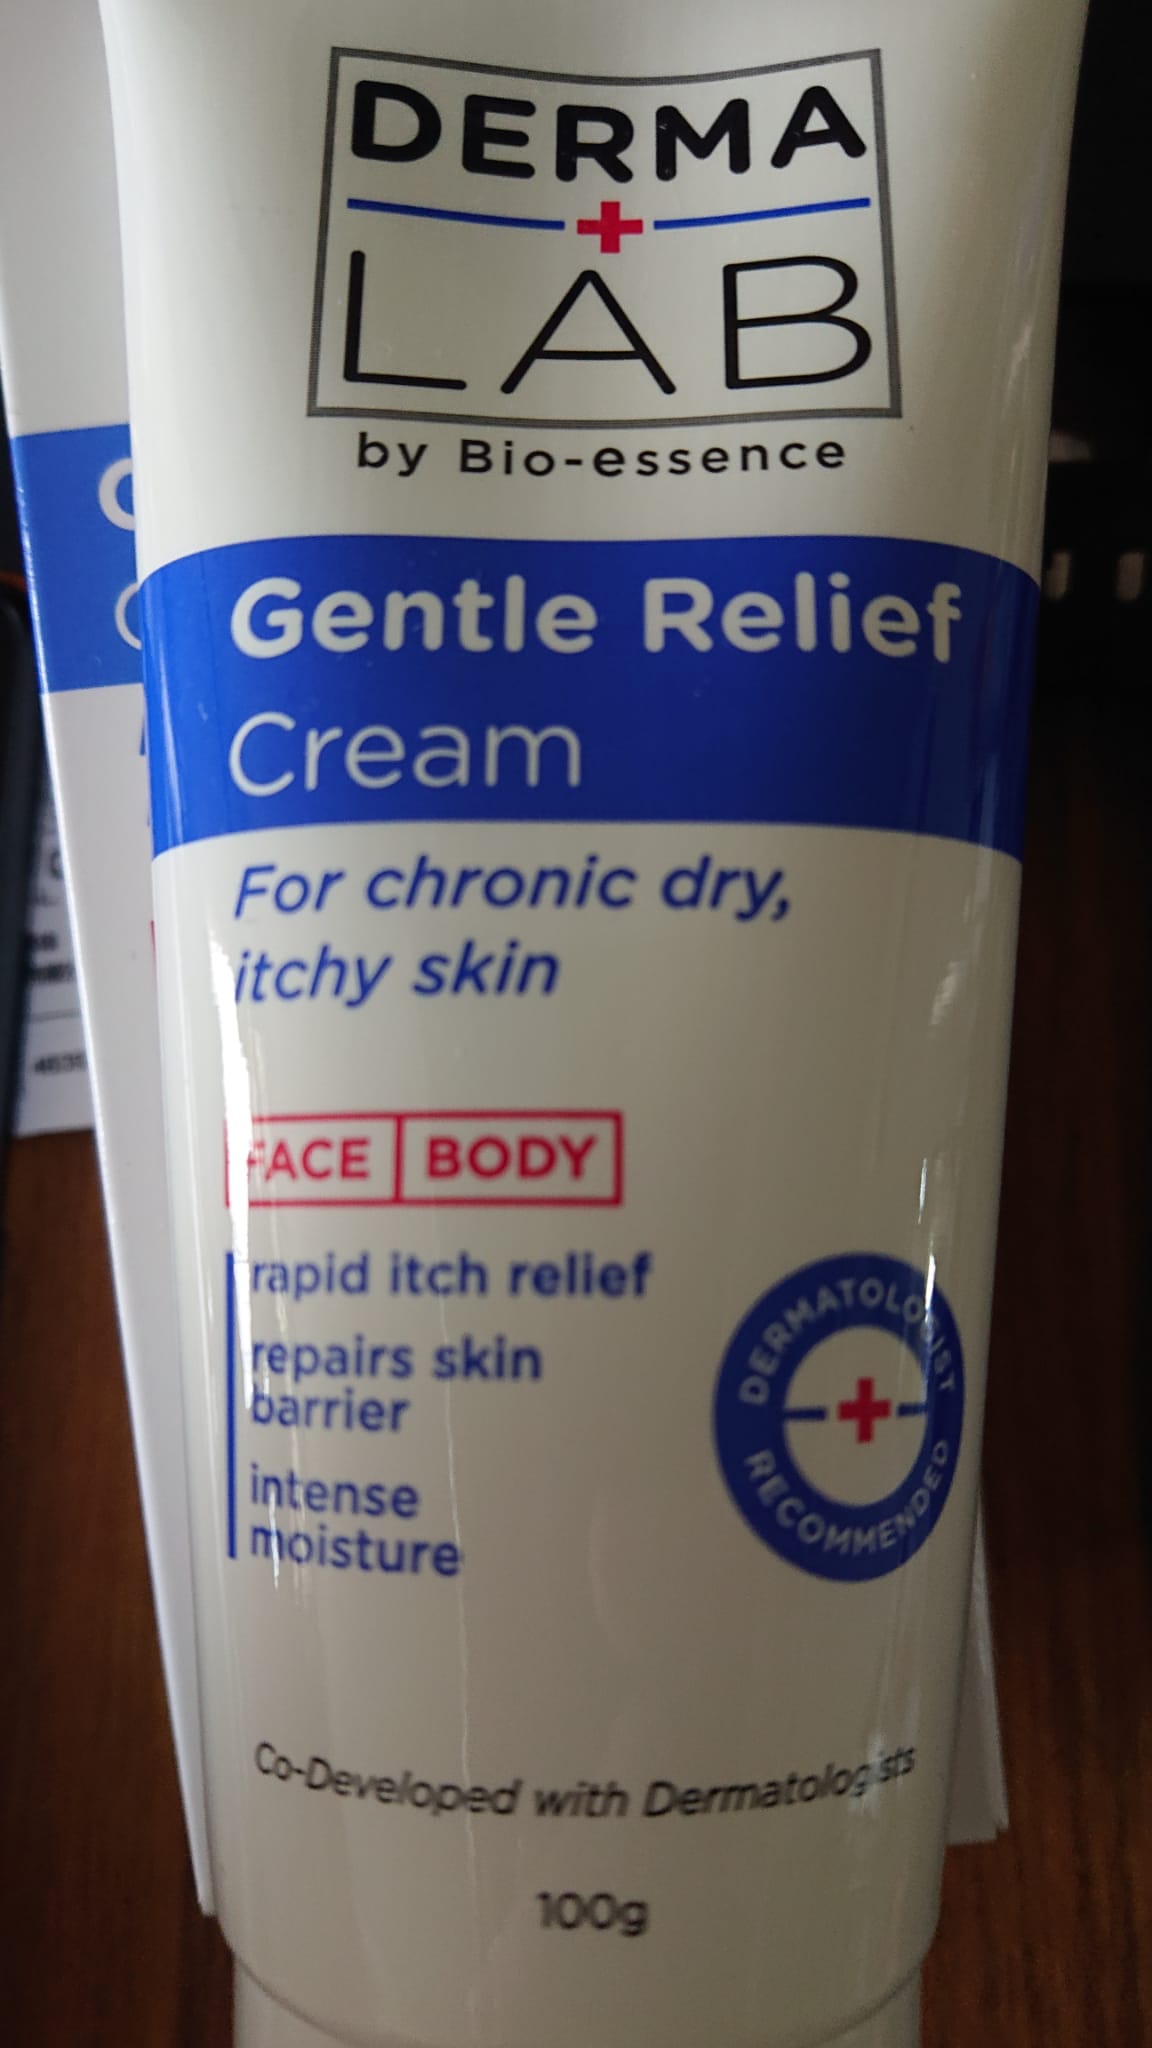 DERMA
LAB
by Bio-essence
Gentle Relief
Cream
For chronic dry,
itchy skin
FACE BODY
rapid itch relief
repairs skin
barrier
intense
moisture
DERMATOLOGIST
RECOMMENDED
Co-Developed with Dermatologists
100g